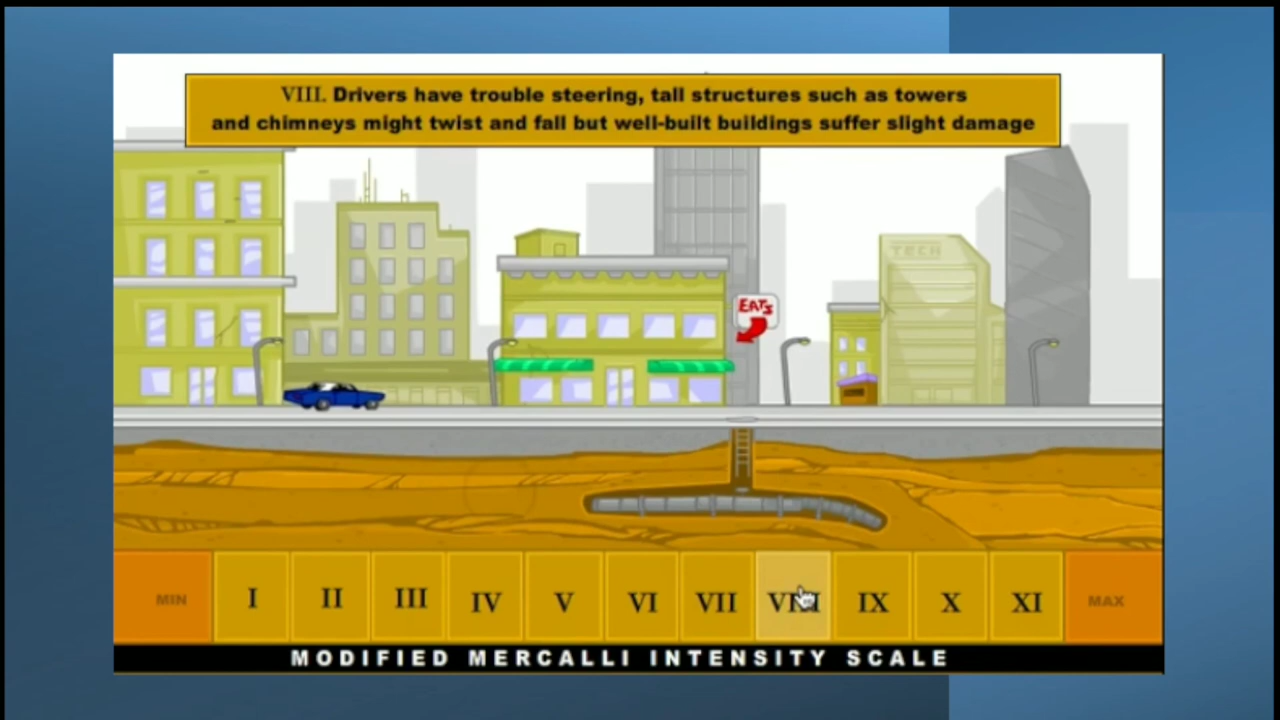 VIII. Drivers have trouble steering, tall structures such as towers
and chimneys might twist and fall but well-built buildings suffer slight damage
TECH
EATS
MIN I II III IV V VI VII VIII IX X XI MAX
MODIFIED MERCALLI INTENSITY SCALE